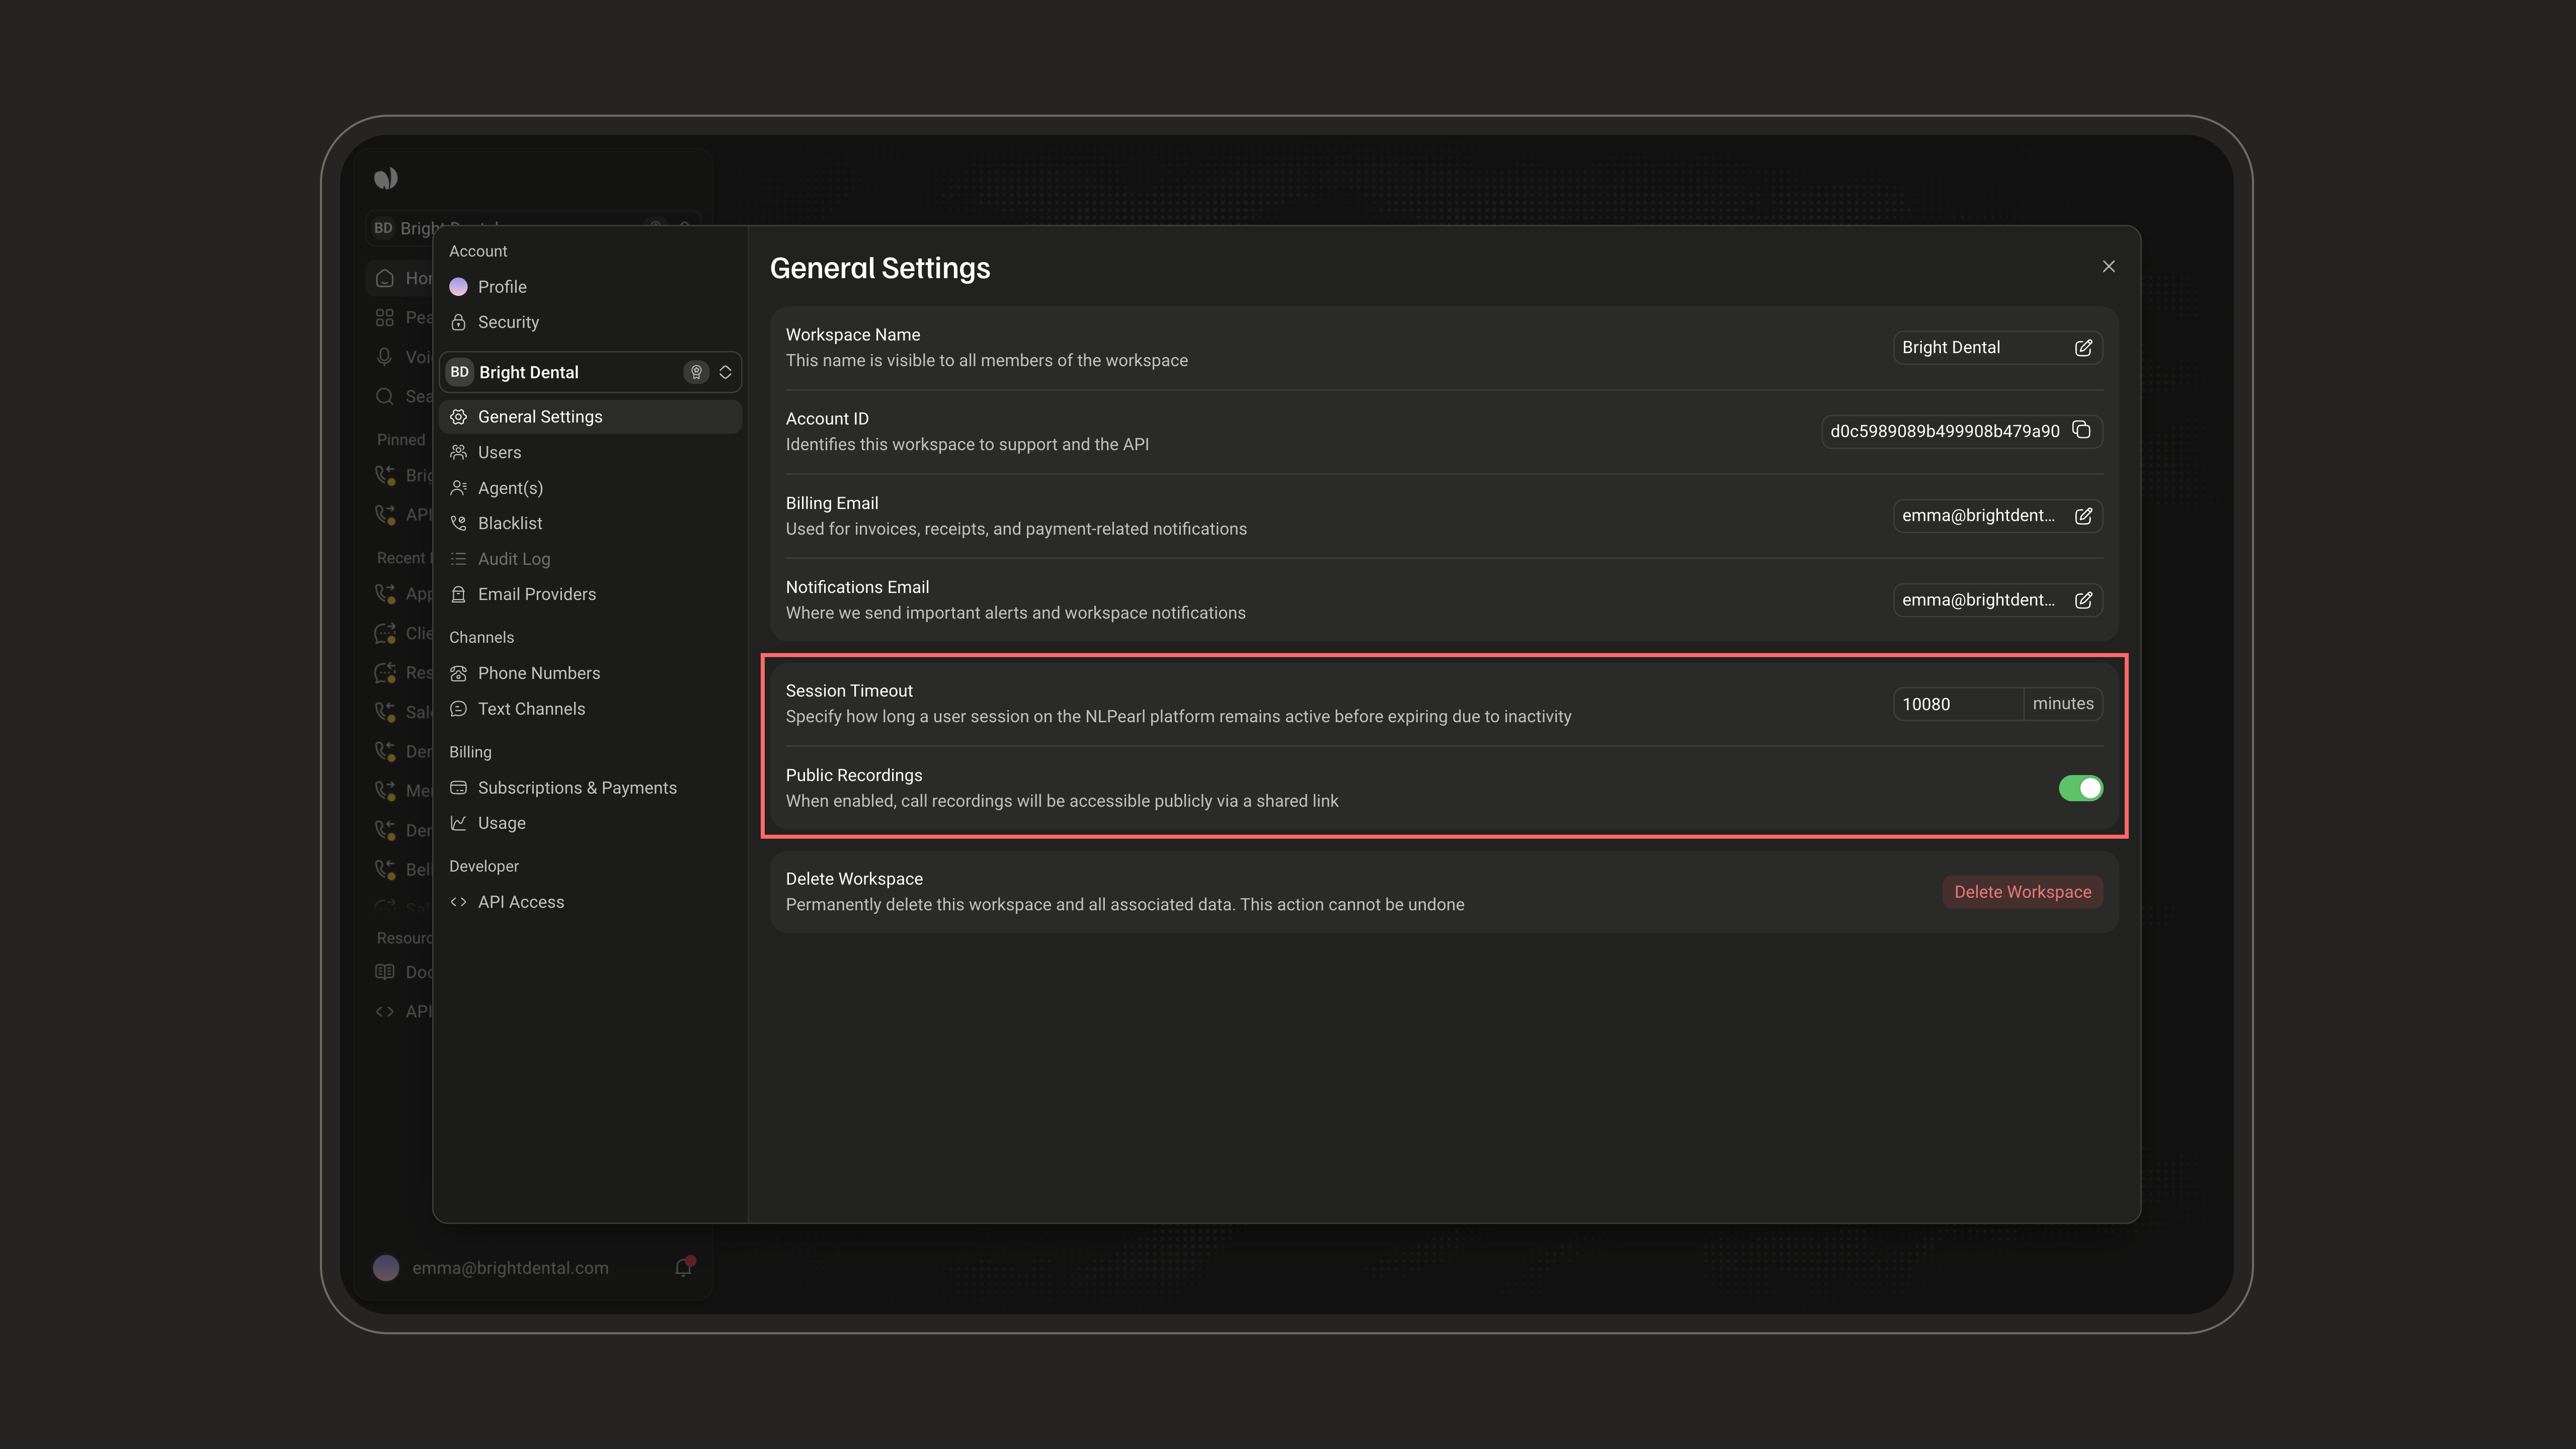 BD
Account
Profile
Security
BD Bright Dental
General Settings
Users
Agent(s)
Blacklist
Audit Log
Email Providers
Channels
Phone Numbers
Text Channels
Billing
Subscriptions & Payments
Usage
Developer
API Access
Pinned
API
Recent
API
emma@brightdental.com
General Settings
Workspace Name
This name is visible to all members of the workspace
Bright Dental
Account ID
Identifies this workspace to support and the API
d0c5989089b499908b479a90
Billing Email
Used for invoices, receipts, and payment-related notifications
emma@brightdent...
Notifications Email
Where we send important alerts and workspace notifications
emma@brightdent...
Session Timeout
Specify how long a user session on the NLPearl platform remains active before expiring due to inactivity
10080 minutes
Public Recordings
When enabled, call recordings will be accessible publicly via a shared link
Delete Workspace
Permanently delete this workspace and all associated data. This action cannot be undone
Delete Workspace